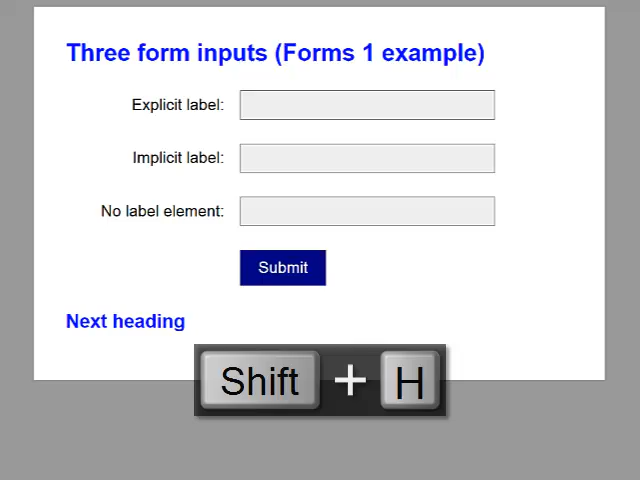 Three form inputs (Forms 1 example)
Explicit label:
Implicit label:
No label element:
Submit
Next heading
Shift + H